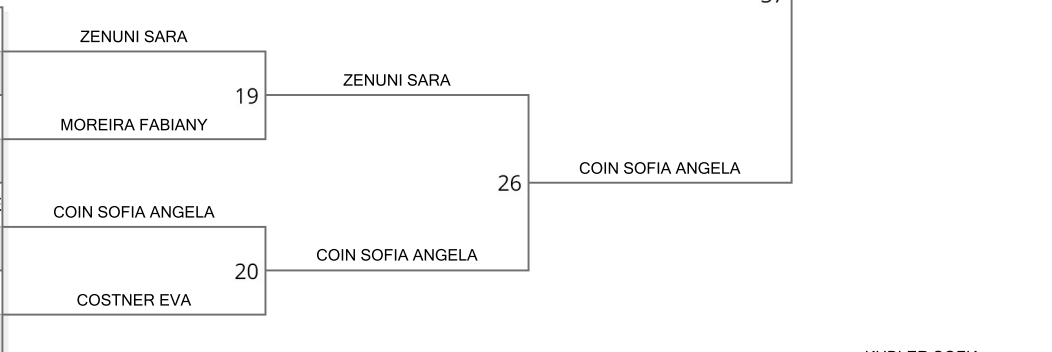 ZENUNI SARA
ZENUNI SARA
19
MOREIRA FABIANY
COIN SOFIA ANGELA
26
COIN SOFIA ANGELA
COIN SOFIA ANGELA
20
COSTNER EVA